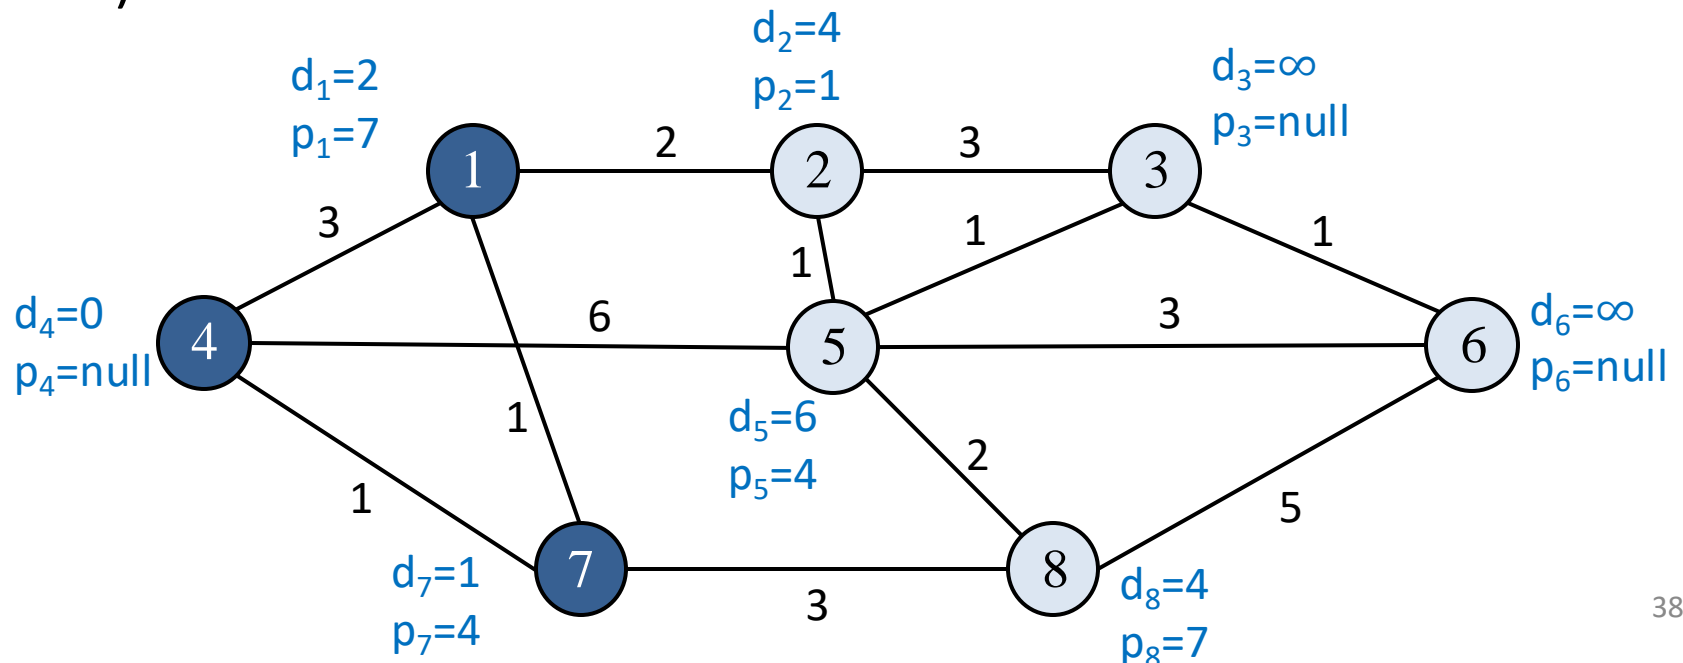 d₂=4
p₂=1
d₁=2
p₁=7
d₃=∞
p₃=null
2
3
1
2
3
3
1
1
1
6
3
d₄=0
p₄=null
4
5
6
d₆=∞
p₆=null
1
d₅=6
p₅=4
2
1
5
7
8
3
d₇=1
p₇=4
d₈=4
p₈=7
38